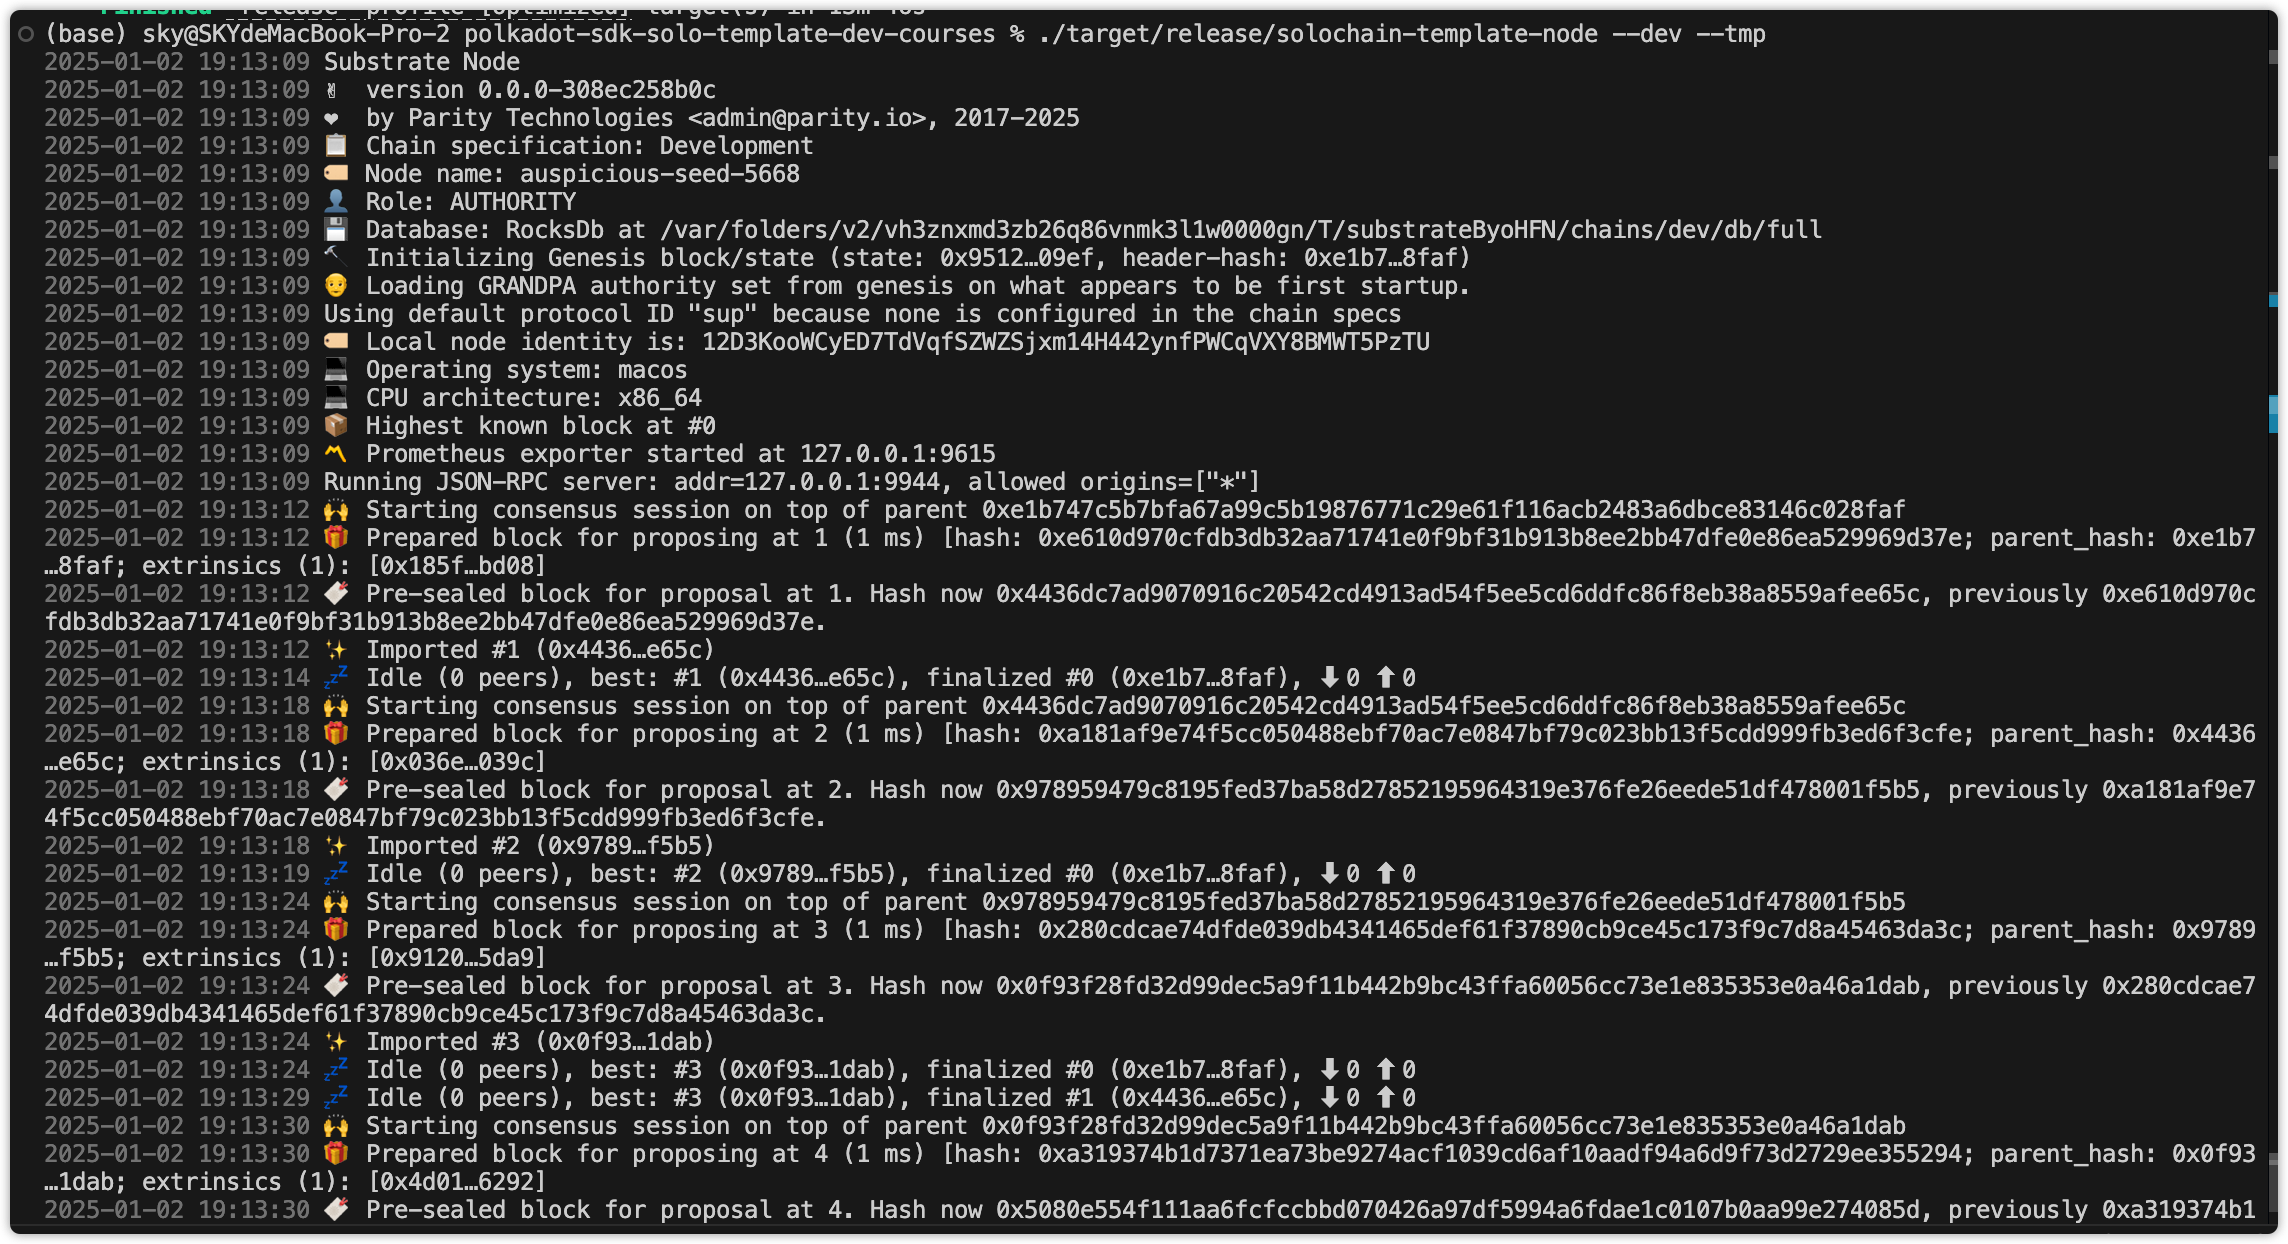 Finished `release` profile [optimized] target(s) in 15m 46s
(base) sky@SKYdeMacBook-Pro-2 polkadot-sdk-solo-template-dev-courses % ./target/release/solochain-template-node --dev --tmp
2025-01-02 19:13:09 Substrate Node
2025-01-02 19:13:09 ✌️ version 0.0.0-308ec258b0c
2025-01-02 19:13:09 ❤️ by Parity Technologies <admin@parity.io>, 2017-2025
2025-01-02 19:13:09 📋 Chain specification: Development
2025-01-02 19:13:09 🏷 Node name: auspicious-seed-5668
2025-01-02 19:13:09 👤 Role: AUTHORITY
2025-01-02 19:13:09 💾 Database: RocksDb at /var/folders/v2/vh3znxmd3zb26q86vnmk3l1w0000gn/T/substrateByoHFN/chains/dev/db/full
2025-01-02 19:13:09 🔨 Initializing Genesis block/state (state: 0x9512…09ef, header-hash: 0xe1b7…8faf)
2025-01-02 19:13:09 👴 Loading GRANDPA authority set from genesis on what appears to be first startup.
2025-01-02 19:13:09 Using default protocol ID "sup" because none is configured in the chain specs
2025-01-02 19:13:09 🏷 Local node identity is: 12D3KooWCyED7TdVqfSZWZSjxm14H442ynfPWCqVXY8BMWT5PzTU
2025-01-02 19:13:09 💻 Operating system: macos
2025-01-02 19:13:09 💻 CPU architecture: x86_64
2025-01-02 19:13:09 📦 Highest known block at #0
2025-01-02 19:13:09 〽️ Prometheus exporter started at 127.0.0.1:9615
2025-01-02 19:13:09 Running JSON-RPC server: addr=127.0.0.1:9944, allowed origins=["*"]
2025-01-02 19:13:12 🙌 Starting consensus session on top of parent 0xe1b747c5b7bfa67a99c5b19876771c29e61f116acb2483a6dbce83146c028faf
2025-01-02 19:13:12 🎁 Prepared block for proposing at 1 (1 ms) [hash: 0xe610d970cfdb3db32aa71741e0f9bf31b913b8ee2bb47dfe0e86ea529969d37e; parent_hash: 0xe1b7
…8faf; extrinsics (1): [0x185f…bd08]
2025-01-02 19:13:12 🔖 Pre-sealed block for proposal at 1. Hash now 0x4436dc7ad9070916c20542cd4913ad54f5ee5cd6ddfc86f8eb38a8559afee65c, previously 0xe610d970c
fdb3db32aa71741e0f9bf31b913b8ee2bb47dfe0e86ea529969d37e.
2025-01-02 19:13:12 ✨ Imported #1 (0x4436…e65c)
2025-01-02 19:13:14 💤 Idle (0 peers), best: #1 (0x4436…e65c), finalized #0 (0xe1b7…8faf), ⬇ 0 ⬆ 0
2025-01-02 19:13:18 🙌 Starting consensus session on top of parent 0x4436dc7ad9070916c20542cd4913ad54f5ee5cd6ddfc86f8eb38a8559afee65c
2025-01-02 19:13:18 🎁 Prepared block for proposing at 2 (1 ms) [hash: 0xa181af9e74f5cc050488ebf70ac7e0847bf79c023bb13f5cdd999fb3ed6f3cfe; parent_hash: 0x4436
…e65c; extrinsics (1): [0x036e…039c]
2025-01-02 19:13:18 🔖 Pre-sealed block for proposal at 2. Hash now 0x978959479c8195fed37ba58d27852195964319e376fe26eede51df478001f5b5, previously 0xa181af9e7
4f5cc050488ebf70ac7e0847bf79c023bb13f5cdd999fb3ed6f3cfe.
2025-01-02 19:13:18 ✨ Imported #2 (0x9789…f5b5)
2025-01-02 19:13:19 💤 Idle (0 peers), best: #2 (0x9789…f5b5), finalized #0 (0xe1b7…8faf), ⬇ 0 ⬆ 0
2025-01-02 19:13:24 🙌 Starting consensus session on top of parent 0x978959479c8195fed37ba58d27852195964319e376fe26eede51df478001f5b5
2025-01-02 19:13:24 🎁 Prepared block for proposing at 3 (1 ms) [hash: 0x280cdcae74dfde039db4341465def61f37890cb9ce45c173f9c7d8a45463da3c; parent_hash: 0x9789
…f5b5; extrinsics (1): [0x9120…5da9]
2025-01-02 19:13:24 🔖 Pre-sealed block for proposal at 3. Hash now 0x0f93f28fd32d99dec5a9f11b442b9bc43ffa60056cc73e1e835353e0a46a1dab, previously 0x280cdcae7
4dfde039db4341465def61f37890cb9ce45c173f9c7d8a45463da3c.
2025-01-02 19:13:24 ✨ Imported #3 (0x0f93…1dab)
2025-01-02 19:13:24 💤 Idle (0 peers), best: #3 (0x0f93…1dab), finalized #0 (0xe1b7…8faf), ⬇ 0 ⬆ 0
2025-01-02 19:13:29 💤 Idle (0 peers), best: #3 (0x0f93…1dab), finalized #1 (0x4436…e65c), ⬇ 0 ⬆ 0
2025-01-02 19:13:30 🙌 Starting consensus session on top of parent 0x0f93f28fd32d99dec5a9f11b442b9bc43ffa60056cc73e1e835353e0a46a1dab
2025-01-02 19:13:30 🎁 Prepared block for proposing at 4 (1 ms) [hash: 0xa319374b1d7371ea73be9274acf1039cd6af10aadf94a6d9f73d2729ee355294; parent_hash: 0x0f93
…1dab; extrinsics (1): [0x4d01…6292]
2025-01-02 19:13:30 🔖 Pre-sealed block for proposal at 4. Hash now 0x5080e554f111aa6fcfccbbd070426a97df5994a6fdae1c0107b0aa99e274085d, previously 0xa319374b1